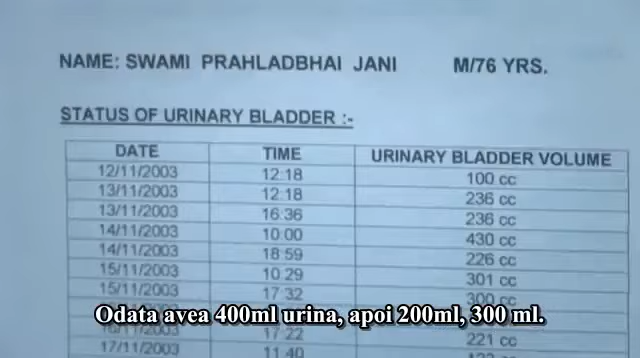 NAME: SWAMI PRAHLADBHAI JANI M/76 YRS.
STATUS OF URINARY BLADDER :-
DATE TIME URINARY BLADDER VOLUME
12/11/2003 12:18 100 cc
13/11/2003 12:18 236 cc
13/11/2003 16:36 236 cc
14/11/2003 10:00 430 cc
14/11/2003 18:59 226 cc
15/11/2003 10:29 301 cc
15/11/2003 17 32 300 cc
Odata avea 400ml urina, apoi 200ml, 300 ml.
16/11/2003 17 22 221 cc
17/11/2003 11 40